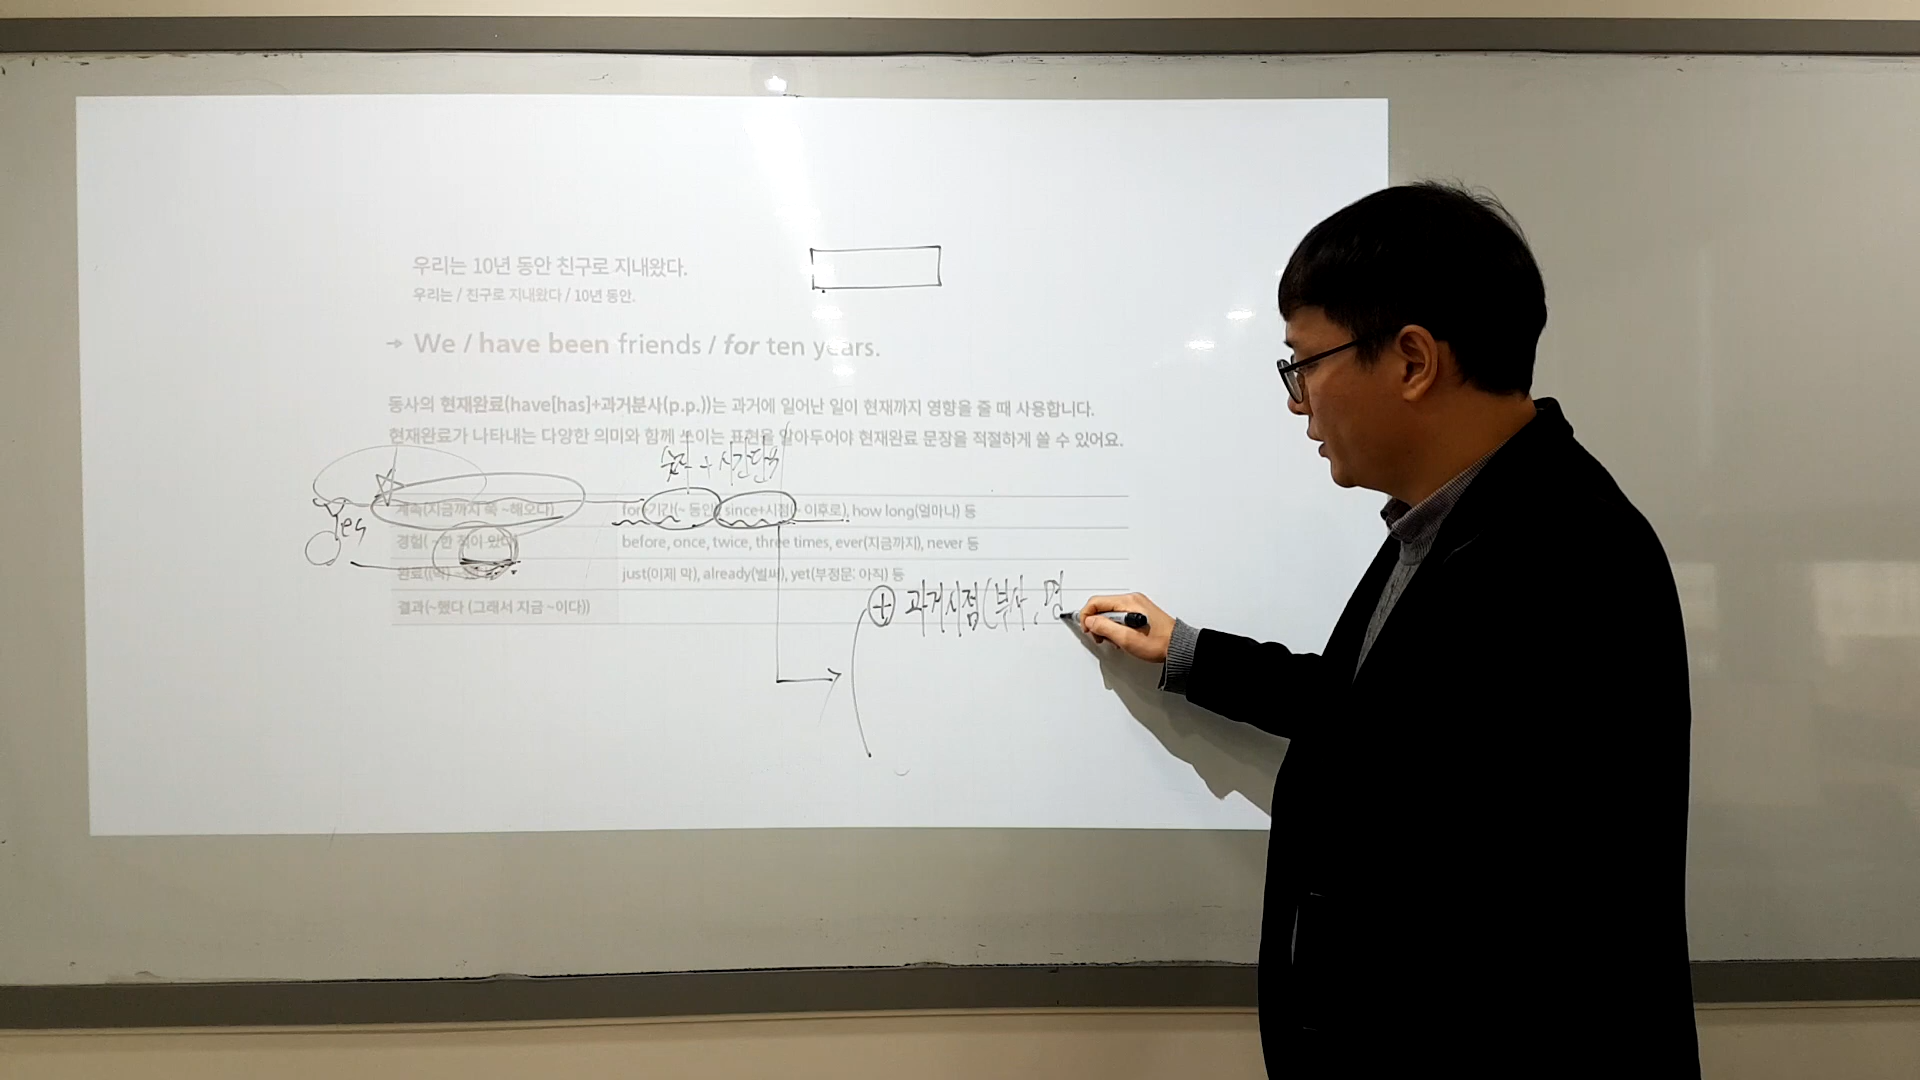 우리는 10년 동안 친구로 지내왔다.
우리는 / 친구로 지내왔다 / 10년 동안.
→ We / have been friends / for ten years.
동사의 현재완료(have[has]+과거분사(p.p.))는 과거에 일어난 일이 현재까지 영향을 줄 때 사용합니다.
현재완료가 나타내는 다양한 의미와 함께 쓰이는 표현을 알아두어야 현재완료 문장을 적절하게 쓸 수 있어요.
숫자 + 시간단위
계속(지금까지 쭉 ~해오다) for+기간(~ 동안), since+시점(~ 이후로), how long(얼마나) 등
Yes
경험( ~한 적이 있다) before, once, twice, three times, ever(지금까지), never 등
완료((막) just(이제 막), already(벌써), yet(부정문: 아직) 등
결과(~했다 (그래서 지금 ~이다))
+ 과거시점(부사, 명